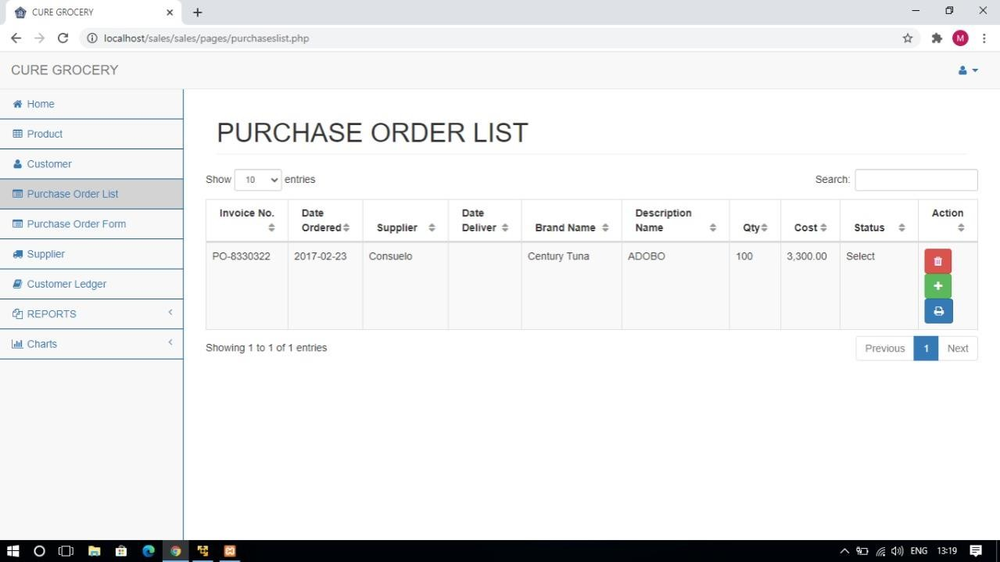 CURE GROCERY
localhost/sales/sales/pages/purchaseslist.php
M
CURE GROCERY
Home
Product
Customer
Purchase Order List
Purchase Order Form
Supplier
Customer Ledger
REPORTS
Charts
PURCHASE ORDER LIST
Show 10 entries
Search:
Invoice No. Date Ordered Supplier Date Deliver Brand Name Description Name Qty Cost Status Action
PO-8330322 2017-02-23 Consuelo Century Tuna ADOBO 100 3,300.00 Select
Showing 1 to 1 of 1 entries
Previous 1 Next
ENG 13:19